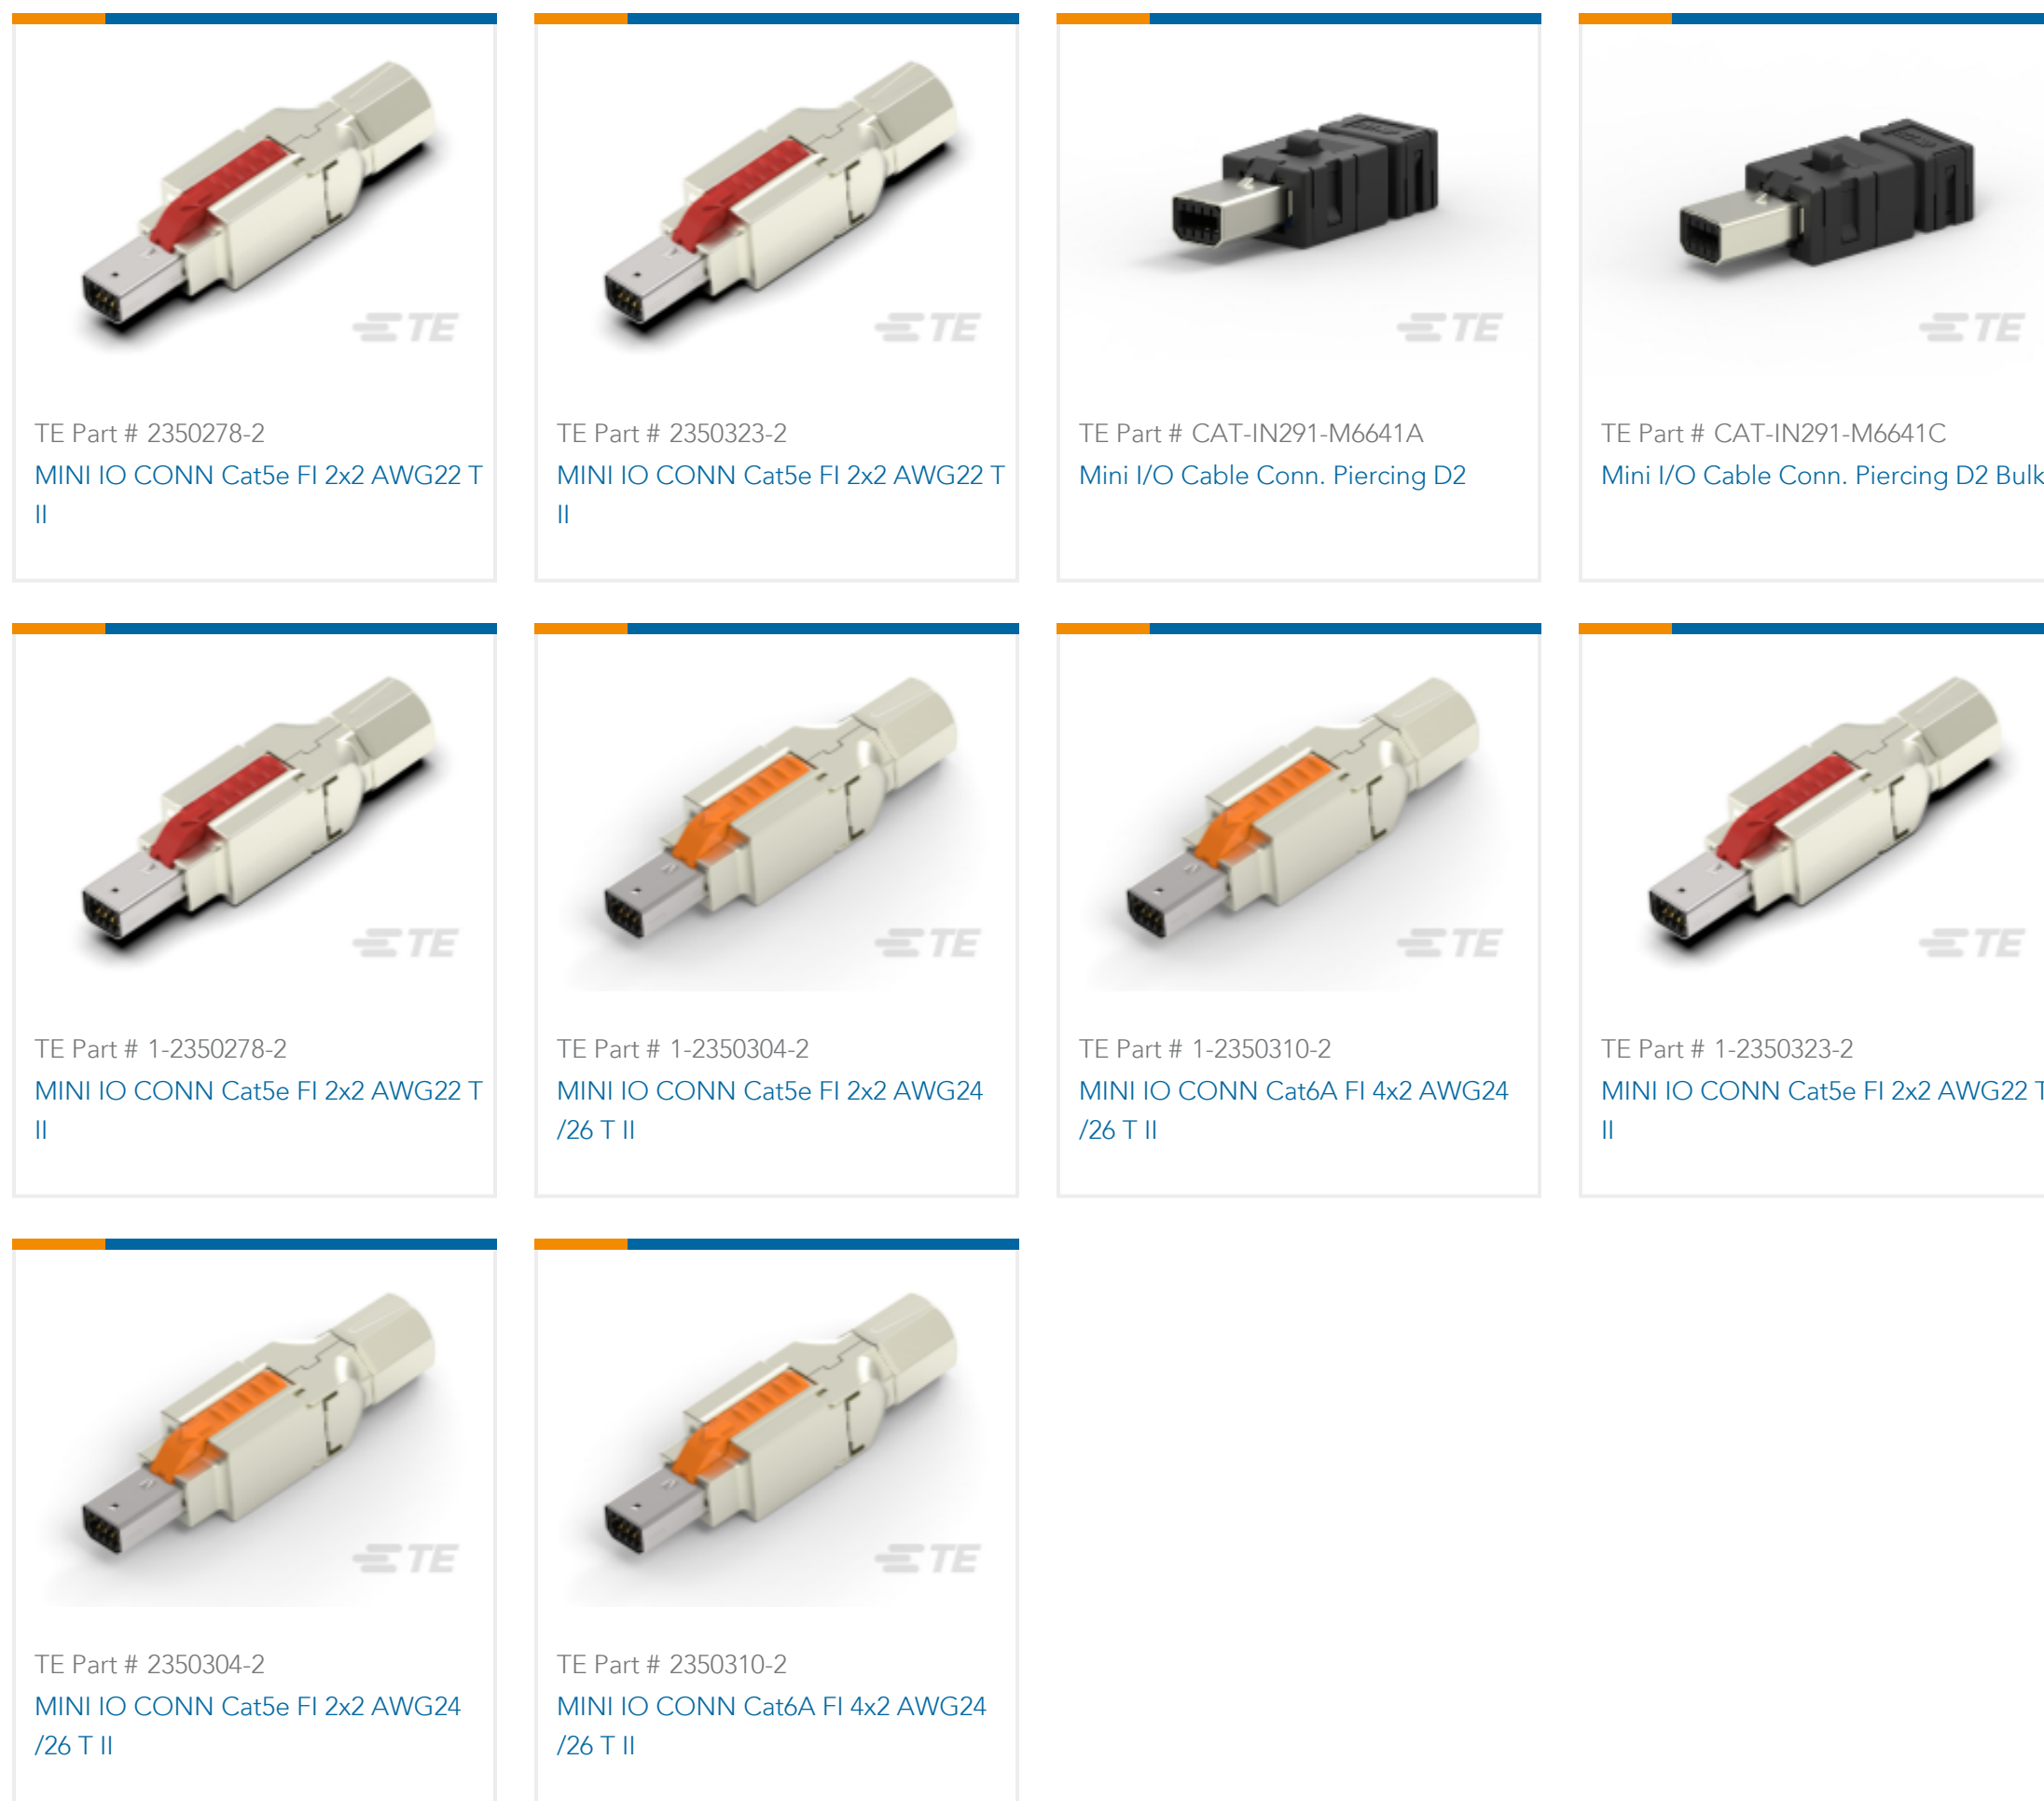 TE
TE
TE
TE
TE Part # 2350278-2
MINI IO CONN Cat5e FI 2x2 AWG22 T
II
TE Part # 2350323-2
MINI IO CONN Cat5e FI 2x2 AWG22 T
II
TE Part # CAT-IN291-M6641A
Mini I/O Cable Conn. Piercing D2
TE Part # CAT-IN291-M6641C
Mini I/O Cable Conn. Piercing D2 Bulk
TE
TE
TE
TE
TE Part # 1-2350278-2
MINI IO CONN Cat5e FI 2x2 AWG22 T
II
TE Part # 1-2350304-2
MINI IO CONN Cat5e FI 2x2 AWG24
/26 T II
TE Part # 1-2350310-2
MINI IO CONN Cat6A FI 4x2 AWG24
/26 T II
TE Part # 1-2350323-2
MINI IO CONN Cat5e FI 2x2 AWG22 T
II
TE
TE
TE Part # 2350304-2
MINI IO CONN Cat5e FI 2x2 AWG24
/26 T II
TE Part # 2350310-2
MINI IO CONN Cat6A FI 4x2 AWG24
/26 T II